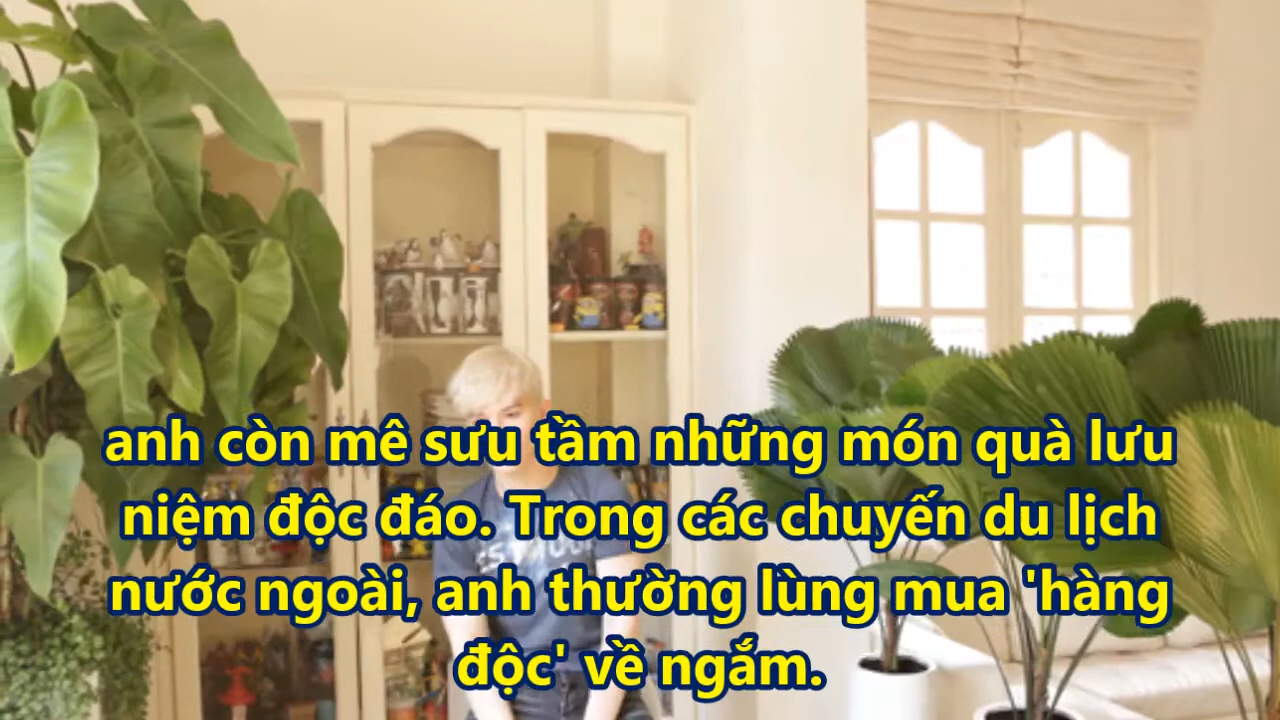 anh còn mê sưu tầm những món quà lưu
niệm độc đáo. Trong các chuyến du lịch
nước ngoài, anh thường lùng mua 'hàng
độc' về ngắm.